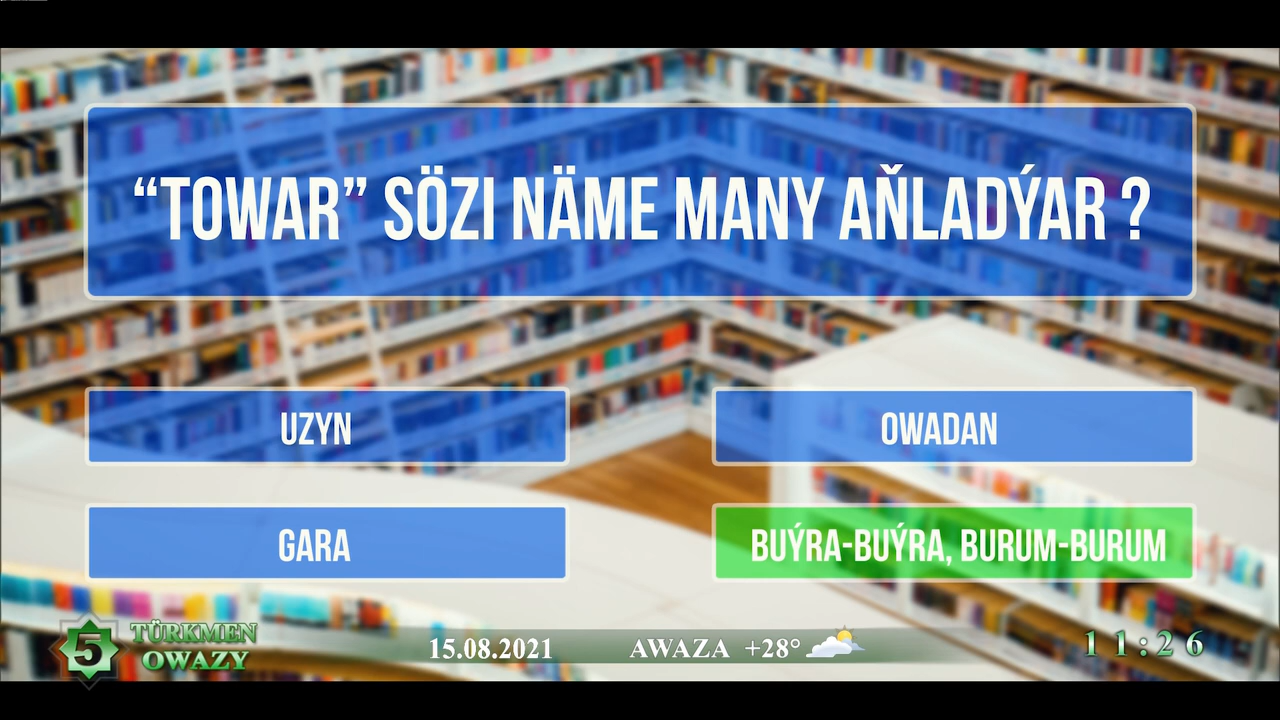 “TOWAR” SÖZI NÄME MANY AŇLADÝAR ?
UZYN
OWADAN
GARA
BUÝRA-BUÝRA, BURUM-BURUM
5
TÜRKMEN
OWAZY
15.08.2021
AWAZA +28°
11:26